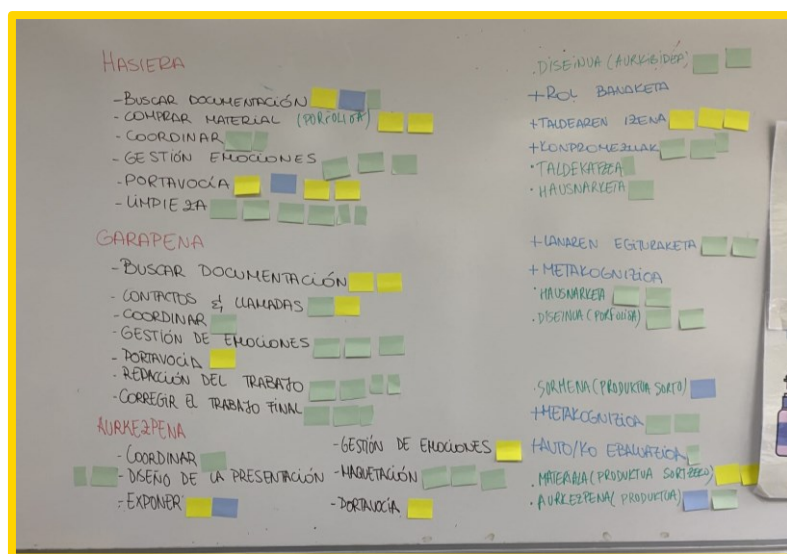 HASIERA
- BUSCAR DOCUMENTACIÓN
- COMPRAR MATERIAL (PORFOLIOA)
- COORDINAR
- GESTIÓN EMOCIONES
- PORTAVOCÍA
- LIMPIEZA
GARAPENA
- BUSCAR DOCUMENTACIÓN
- CONTACTOS & LLAMADAS
- COORDINAR
- GESTIÓN DE EMOCIONES
- PORTAVOCÍA
- REDACCIÓN DEL TRABAJO
- CORREGIR EL TRABAJO FINAL
AURKEZPENA
- COORDINAR
- DISEÑO DE LA PRESENTACIÓN
- EXPONER
- GESTIÓN DE EMOCIONES
- MAQUETACIÓN
- PORTAVOCÍA
· DISEINUA (AURKIBIDEA)
+ ROL BANAKETA
+ TALDEAREN IZENA
+ KONPROMEZUAK
· TALDEKATZEA
· HAUSNARKETA
+ LANAREN EGITURAKETA
+ METAKOGNIZIOA
· HAUSNARKETA
· DISEINUA (PORFOLIOA)
· SORMENA (PRODUKTUA SORTU)
+ METAKOGNIZIOA
+ AUTO/KO EBALUAZIOA
· MATERIALA (PRODUKTUA SORTZEKO)
· AURKEZPENA (PRODUKTUA)